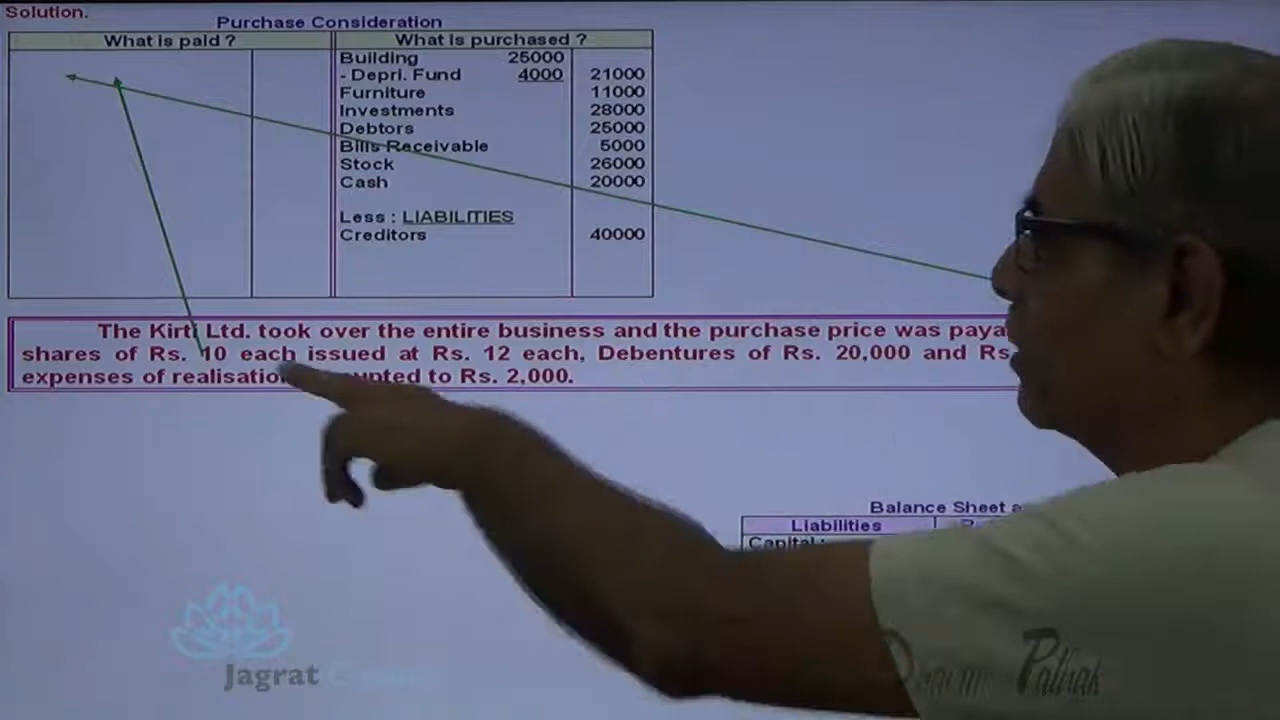 Solution.
Purchase Consideration
What is paid ? What is purchased ?
Building 25000
- Depri. Fund 4000 21000
Furniture 11000
Investments 28000
Debtors 25000
Bills Receivable 5000
Stock 26000
Cash 20000
Less : LIABILITIES
Creditors 40000
The Kirti Ltd. took over the entire business and the purchase price was
shares of Rs. 10 each issued at Rs. 12 each, Debentures of Rs. 20,000 and Rs
expenses of to Rs. 2,000.
Balance Sheet
Liabilities
Capital :
Jagrat
Pathak